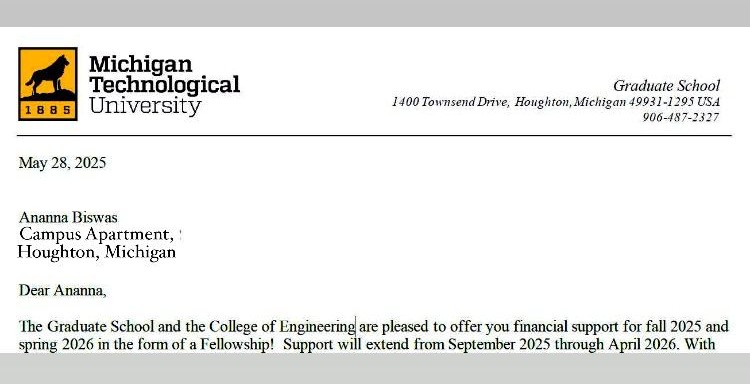 Michigan
Technological
University
1885
Graduate School
1400 Townsend Drive, Houghton, Michigan 49931-1295 USA
906-487-2327
May 28, 2025
Ananna Biswas
Campus Apartment,
Houghton, Michigan
Dear Ananna,
The Graduate School and the College of Engineering are pleased to offer you financial support for fall 2025 and
spring 2026 in the form of a Fellowship!  Support will extend from September 2025 through April 2026. With